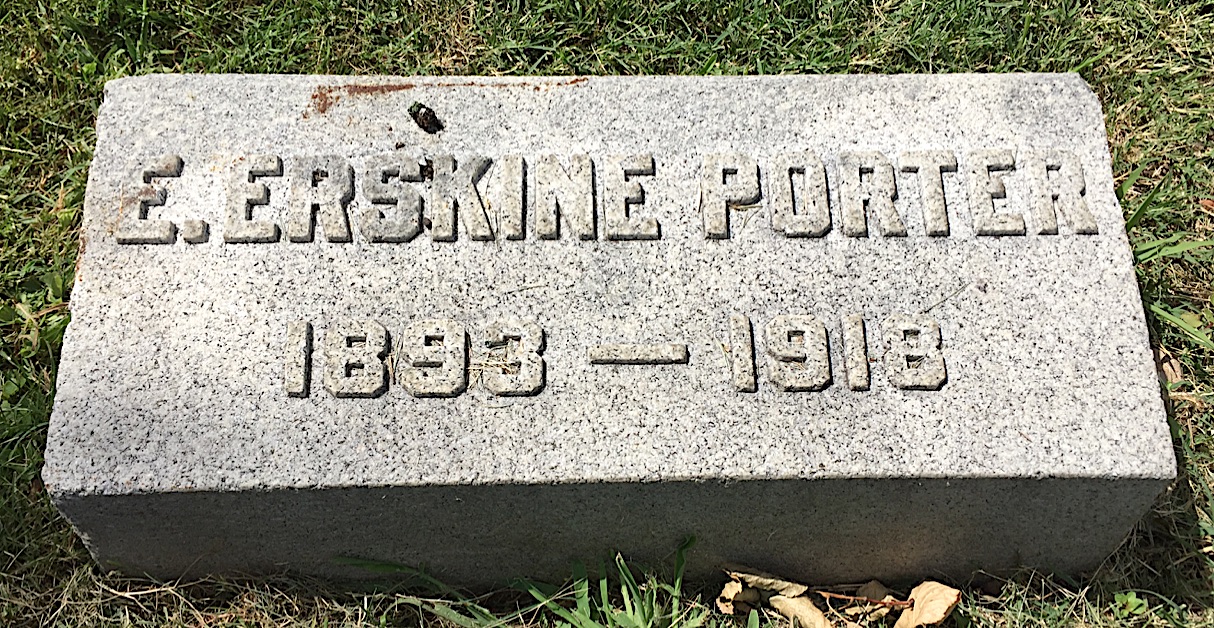 E. ERSKINE PORTER
1893 — 1918